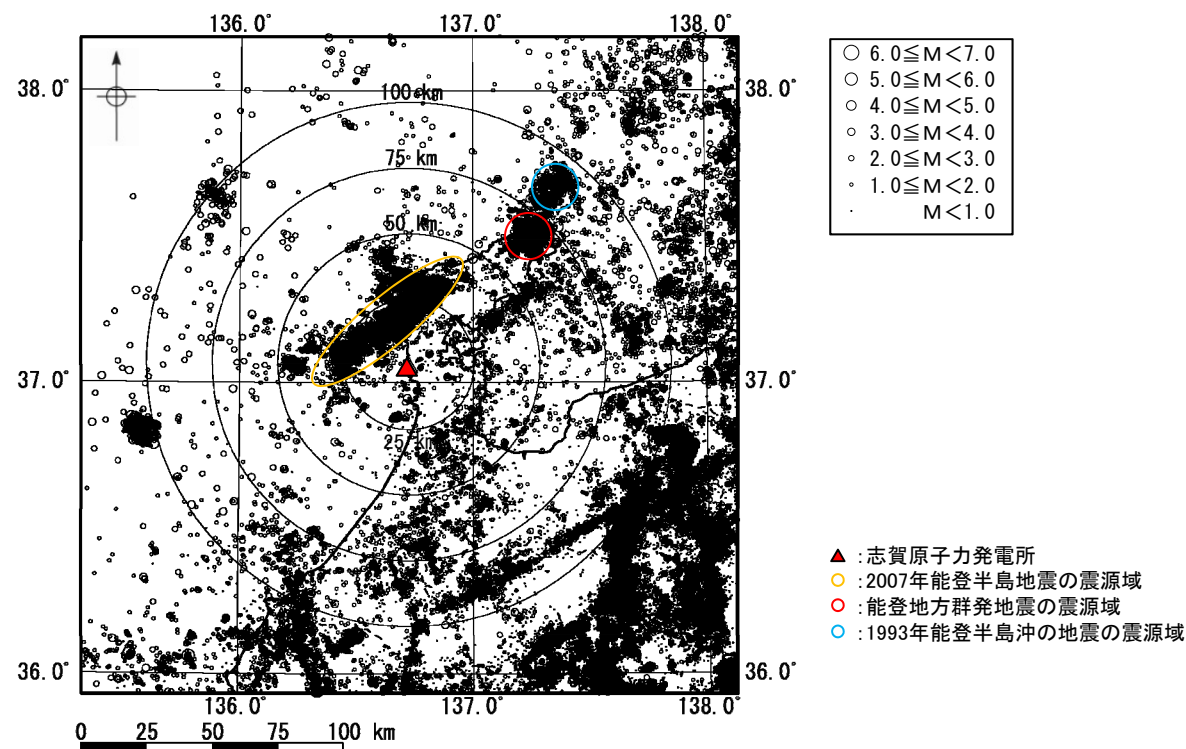 136.0° 137.0° 138.0°
38.0° 38.0°
100 km
75 km
50 km
37.0° 37.0°
25 km
36.0° 36.0°
136.0° 137.0° 138.0°
0 25 50 75 100 km
6.0≦M<7.0
5.0≦M<6.0
4.0≦M<5.0
3.0≦M<4.0
2.0≦M<3.0
1.0≦M<2.0
M<1.0
:志賀原子力発電所
:2007年能登半島地震の震源域
:能登地方群発地震の震源域
:1993年能登半島沖の地震の震源域